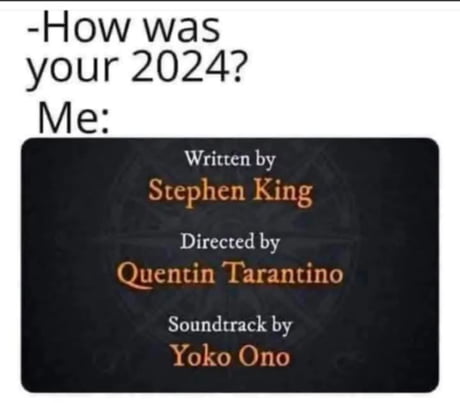 -How was
your 2024?
Me:
Written by
Stephen King
Directed by
Quentin Tarantino
Soundtrack by
Yoko Ono